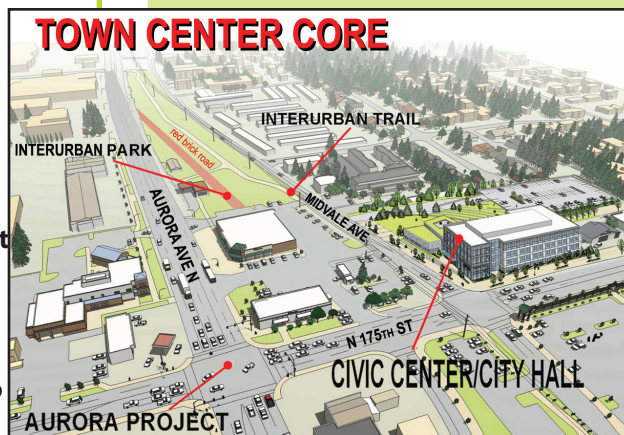 TOWN CENTER CORE
INTERURBAN TRAIL
red brick road
INTERURBAN PARK
AURORA AVE N
MIDVALE AVE
t
N 175TH ST
CIVIC CENTER/CITY HALL
AURORA PROJECT